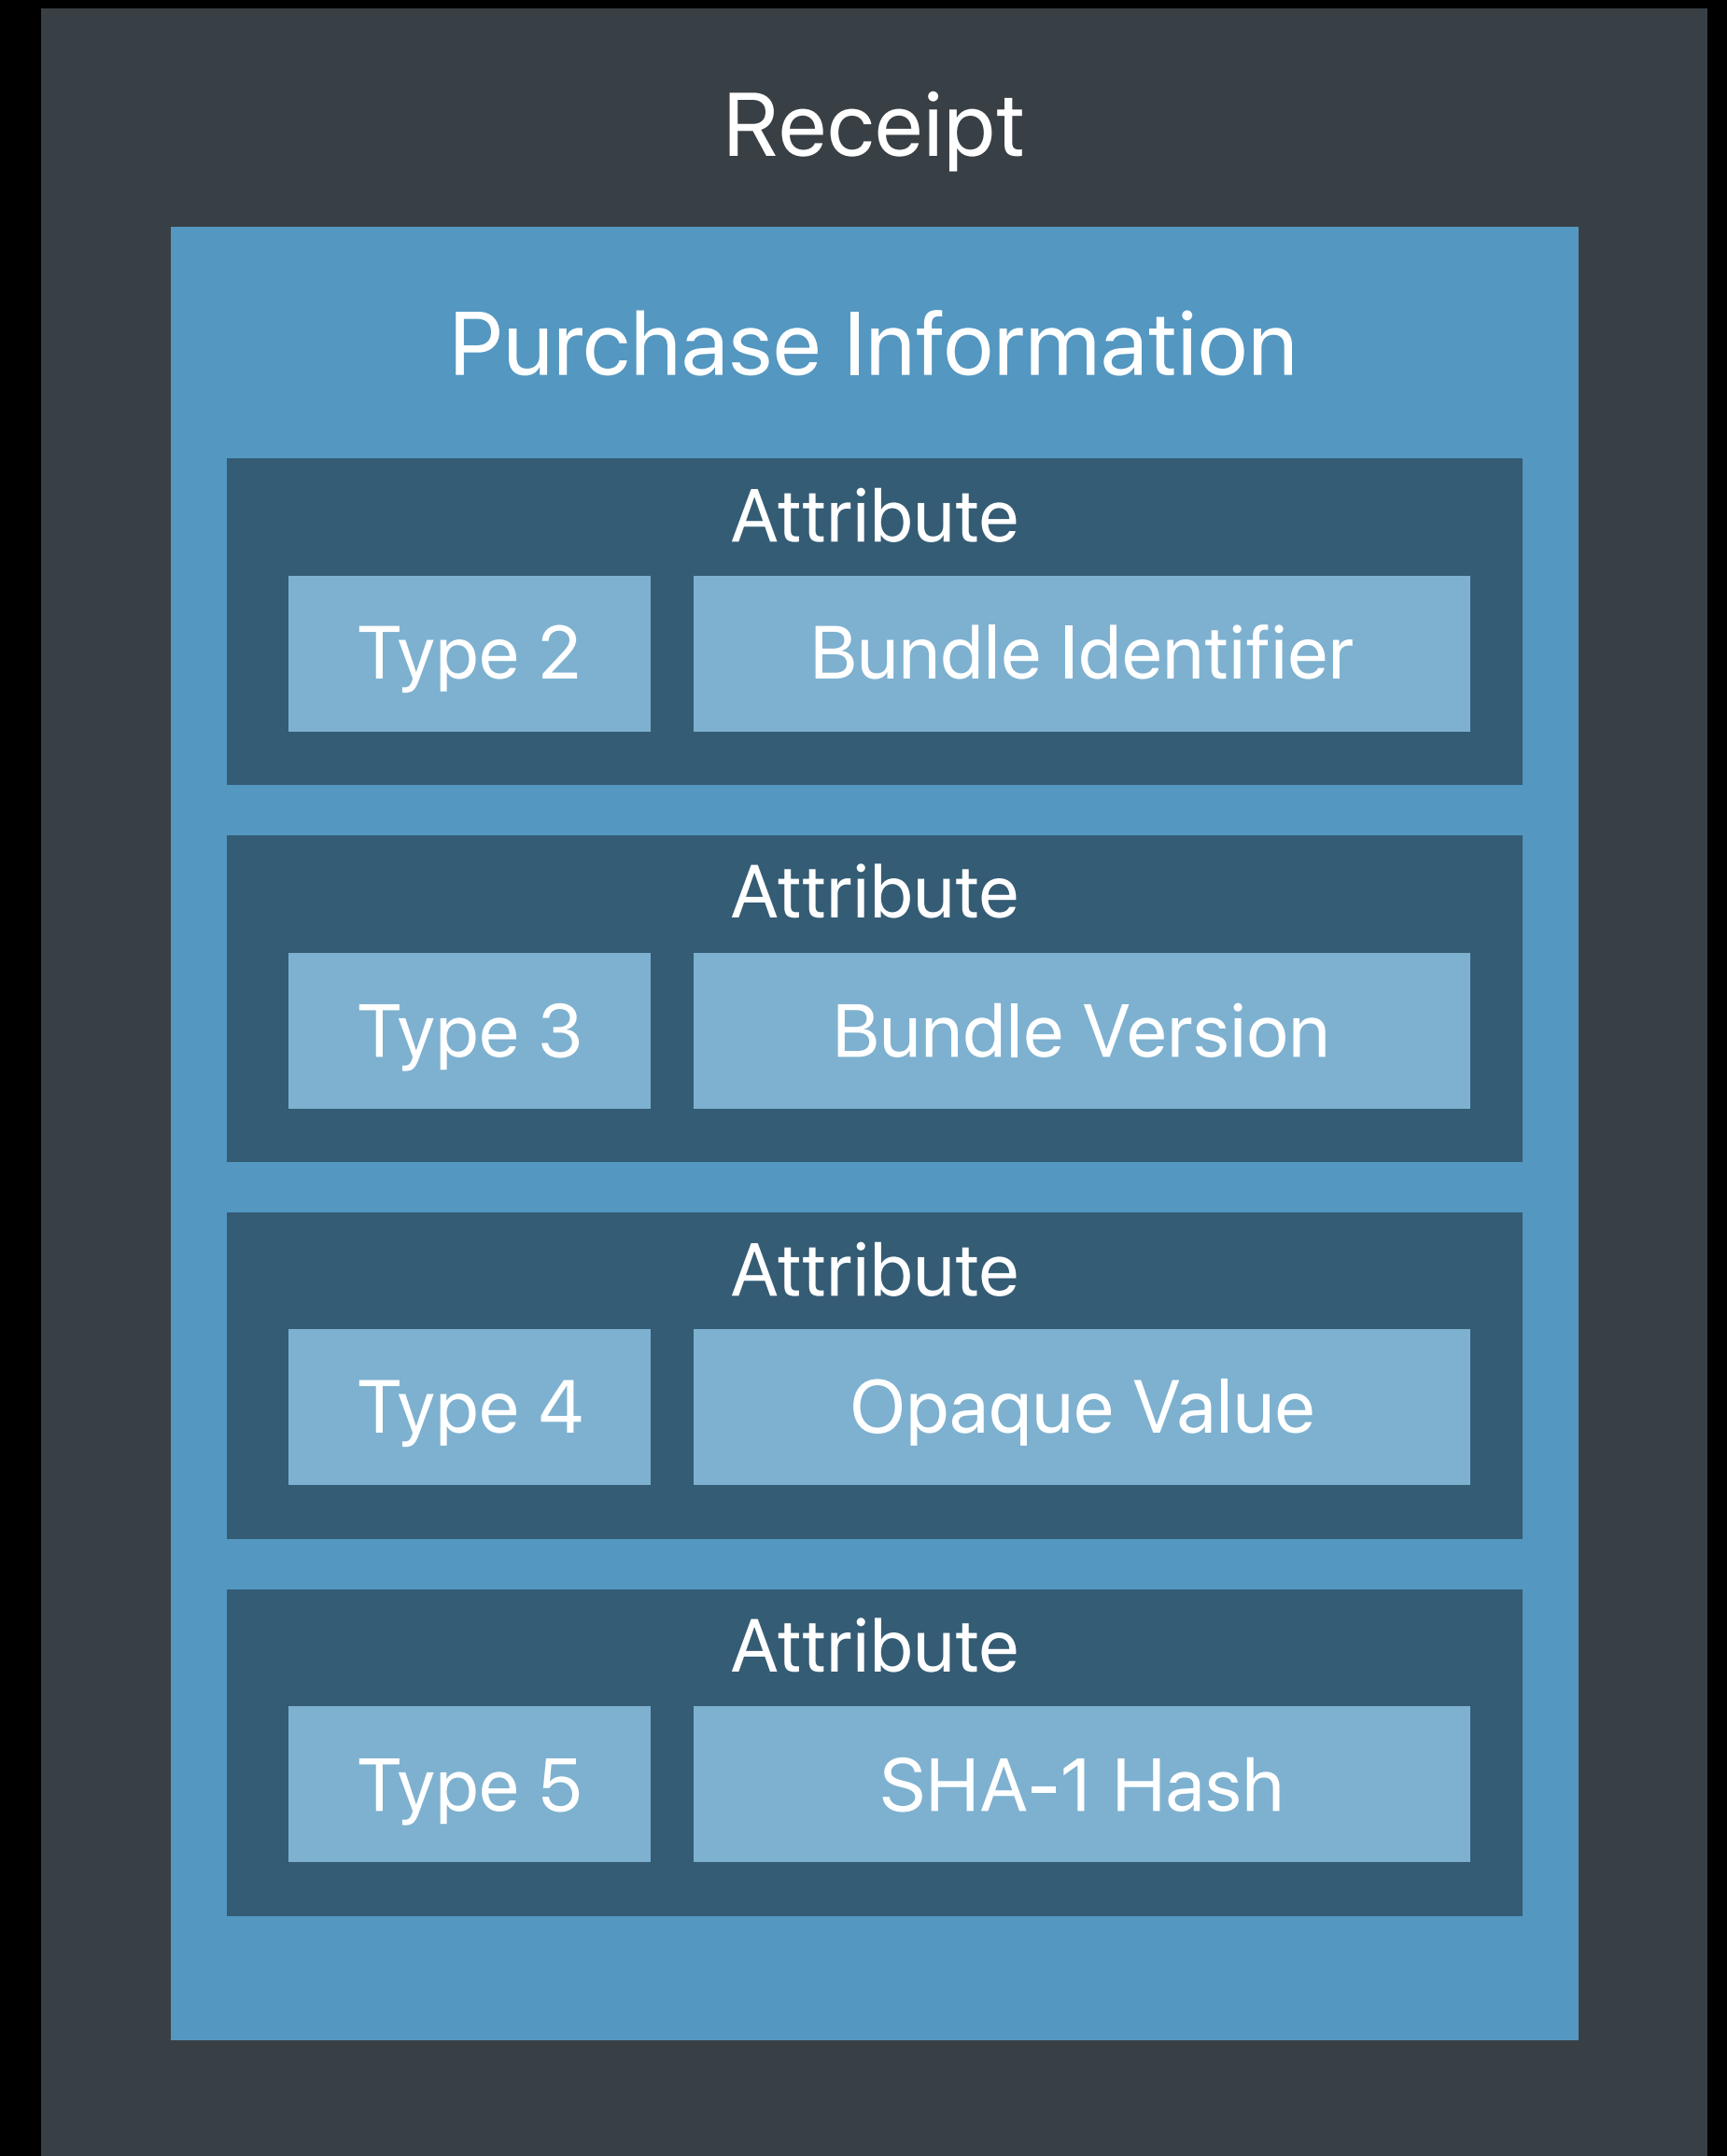 Receipt
Purchase Information
Attribute
Type 2 Bundle Identifier
Attribute
Type 3 Bundle Version
Attribute
Type 4 Opaque Value
Attribute
Type 5 SHA-1 Hash